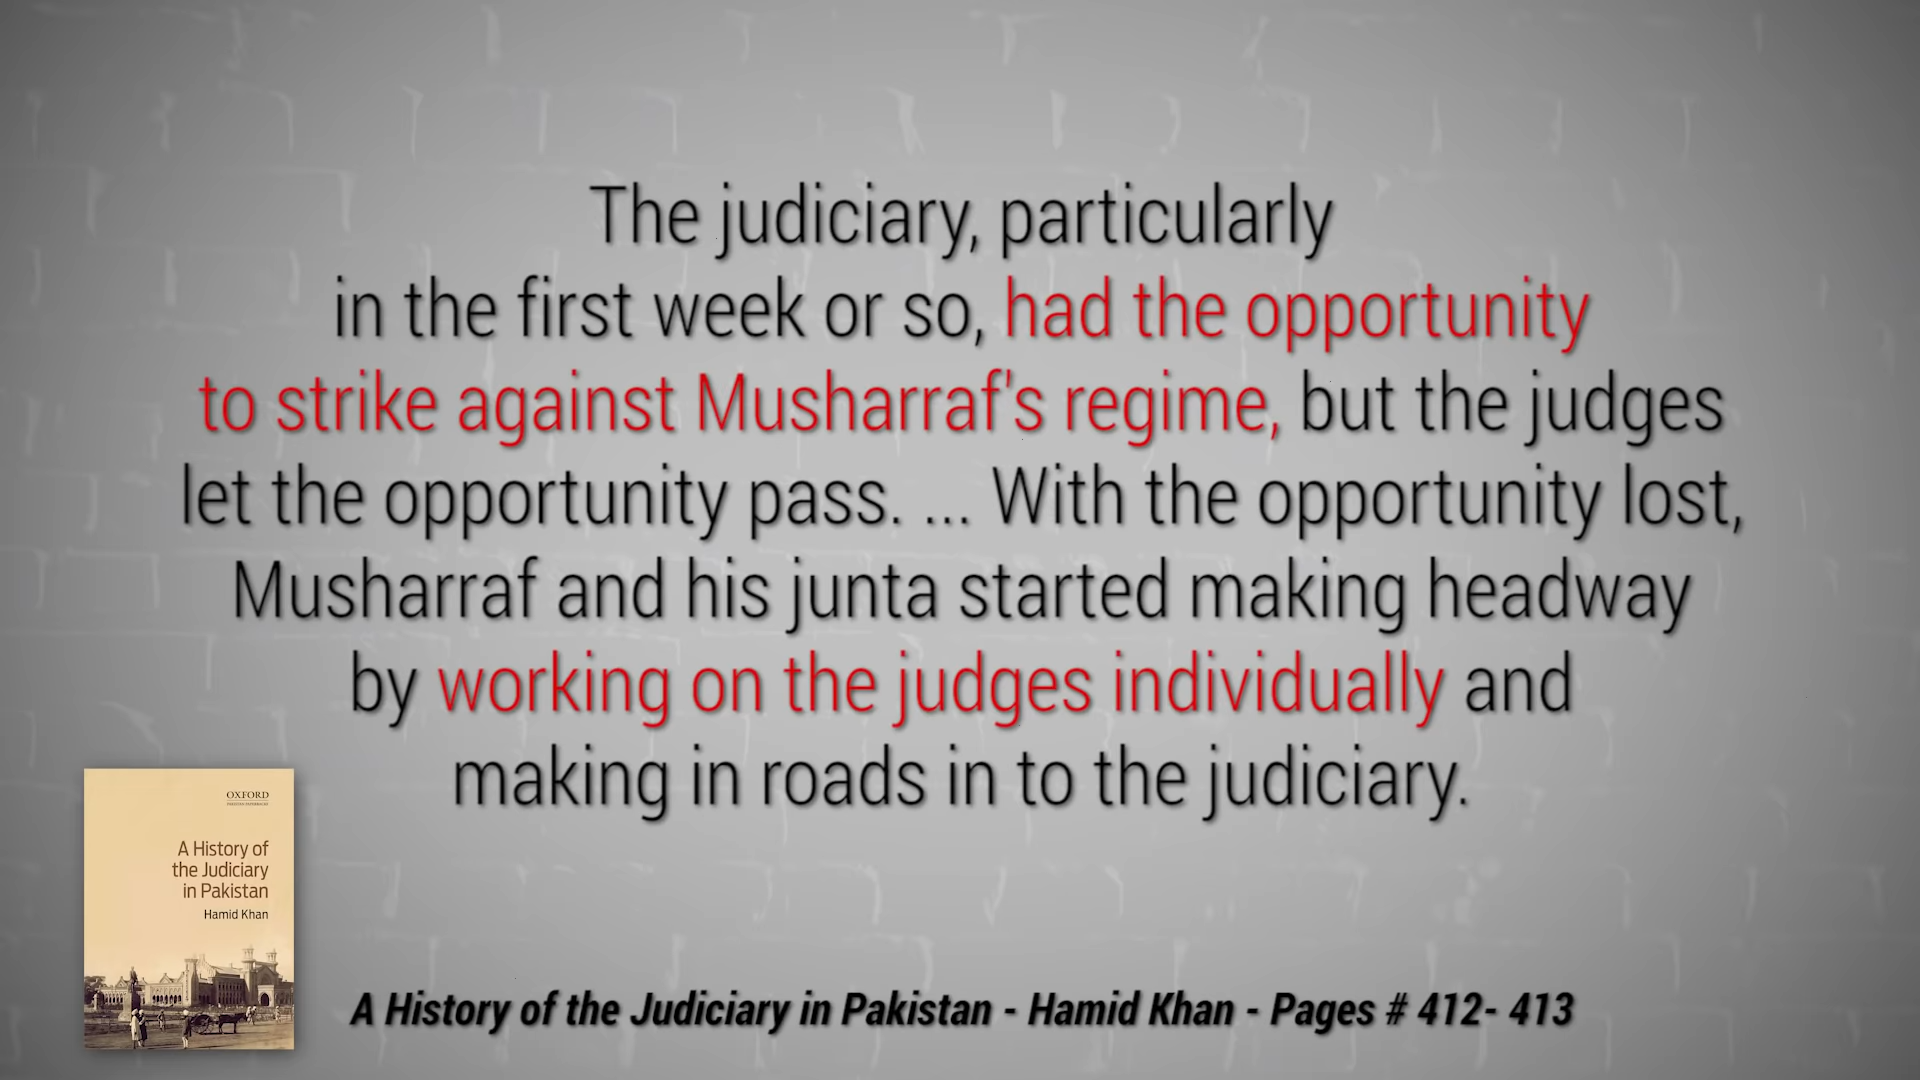 The judiciary, particularly
in the first week or so, had the opportunity
to strike against Musharraf's regime, but the judges
let the opportunity pass. ... With the opportunity lost,
Musharraf and his junta started making headway
by working on the judges individually and
making in roads in to the judiciary.
OXFORD
A History of
the Judiciary
in Pakistan
Hamid Khan
A History of the Judiciary in Pakistan - Hamid Khan - Pages # 412- 413